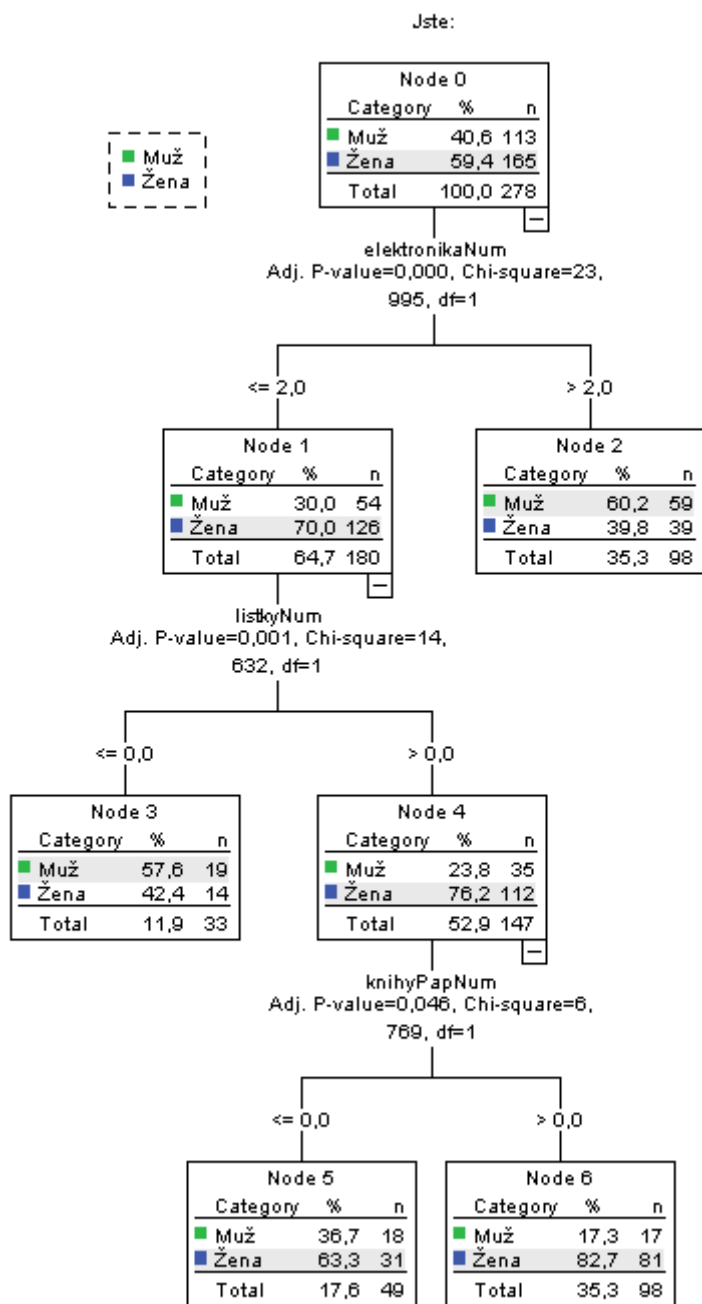 Jste:
Node 0
Category % n
Muž 40,6 113
Žena 59,4 165
Total 100,0 278
Muž
Žena
elektronikaNum
Adj. P-value=0,000, Chi-square=23,
995, df=1
<= 2,0
> 2,0
Node 1
Category % n
Muž 30,0 54
Žena 70,0 126
Total 64,7 180
Node 2
Category % n
Muž 60,2 59
Žena 39,8 39
Total 35,3 98
listkyNum
Adj. P-value=0,001, Chi-square=14,
632, df=1
<= 0,0
> 0,0
Node 3
Category % n
Muž 57,6 19
Žena 42,4 14
Total 11,9 33
Node 4
Category % n
Muž 23,8 35
Žena 76,2 112
Total 52,9 147
knihyPapNum
Adj. P-value=0,046, Chi-square=6,
769, df=1
<= 0,0
> 0,0
Node 5
Category % n
Muž 36,7 18
Žena 63,3 31
Total 17,6 49
Node 6
Category % n
Muž 17,3 17
Žena 82,7 81
Total 35,3 98